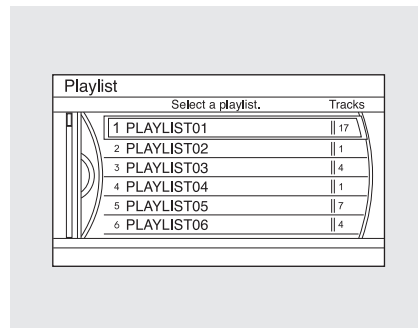 Playlist
Select a playlist. Tracks
1 PLAYLIST01 17
2 PLAYLIST02 1
3 PLAYLIST03 4
4 PLAYLIST04 1
5 PLAYLIST05 7
6 PLAYLIST06 4